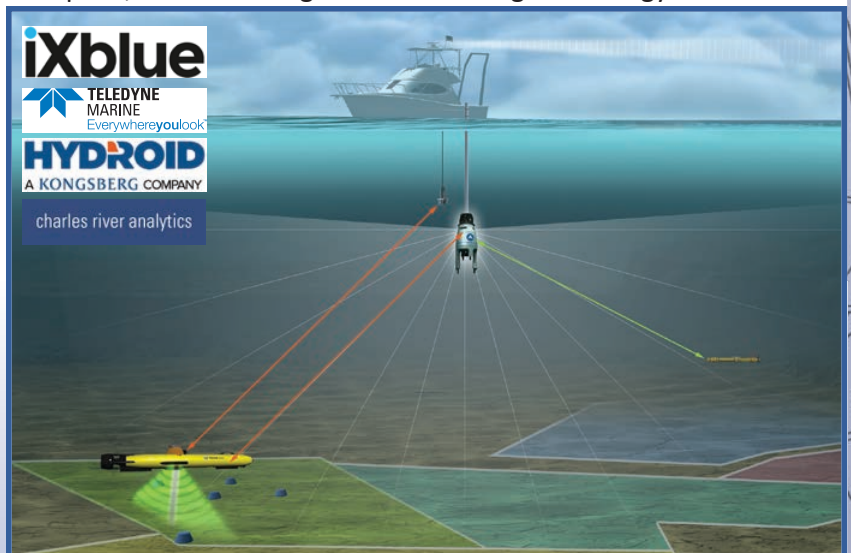 iXblue
TELEDYNE
MARINE
Everywhereyoulook
HYDROID
A KONGSBERG COMPANY
charles river analytics